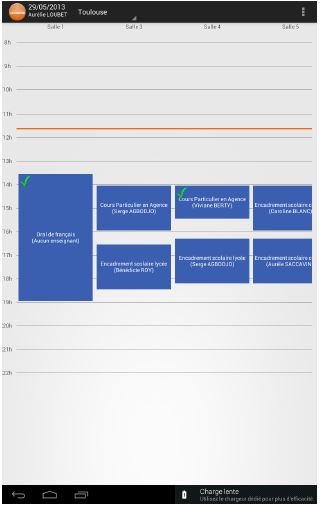 29/05/2013
Aurélie LOUBET
Toulouse
Salle 1
Salle 3
Salle 4
Salle 5
8h
9h
10h
11h
12h
13h
14h
15h
16h
17h
18h
19h
20h
21h
22h
Oral de français
(Aucun enseignant)
Cours Particulier en Agence
(Serge AGBODJO)
Encadrement scolaire lycée
(Bénédicte ROY)
Cours Particulier en Agence
(Viviane BERTY)
Encadrement scolaire lycée
(Serge AGBODJO)
Encadrement scolaire c
(Caroline BLANC)
Encadrement scolaire c
(Aurélie SACCAVIN
Charge lente
Utilisez le chargeur dédié pour plus d'efficacité.